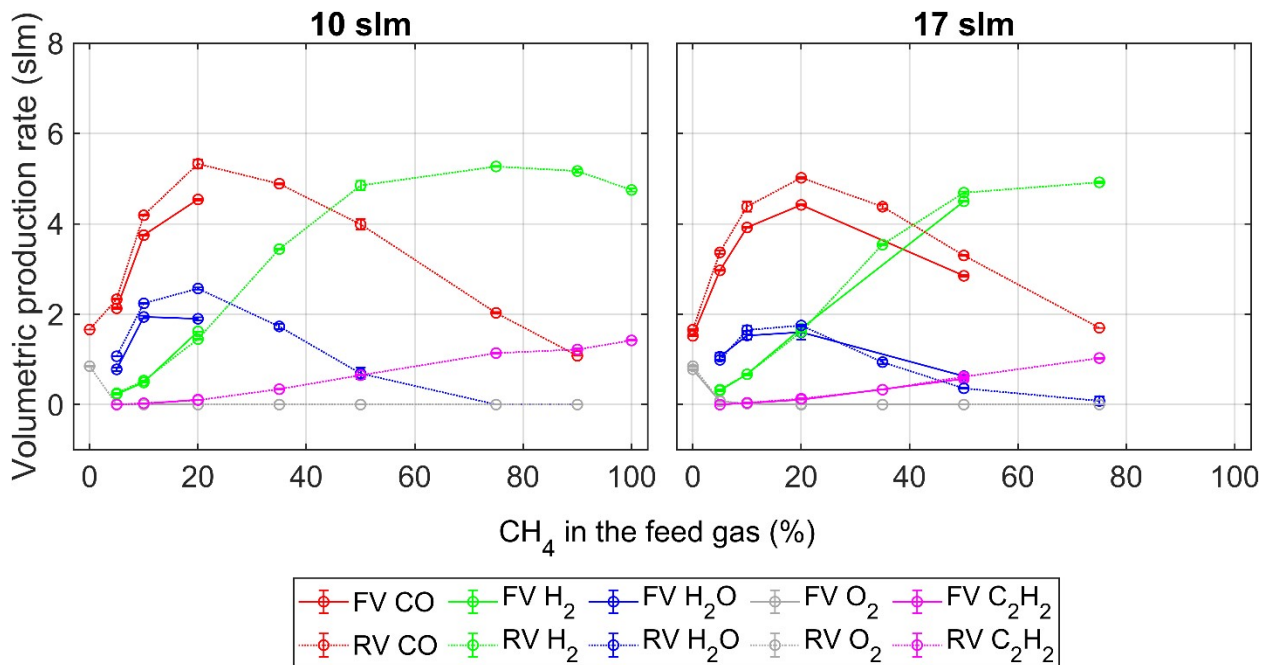 10 slm 17 slm
Volumetric production rate (slm)
8
6
4
2
0
0 20 40 60 80 100 0 20 40 60 80 100
CH₄ in the feed gas (%)
FV CO FV H₂ FV H₂O FV O₂ FV C₂H₂
RV CO RV H₂ RV H₂O RV O₂ RV C₂H₂